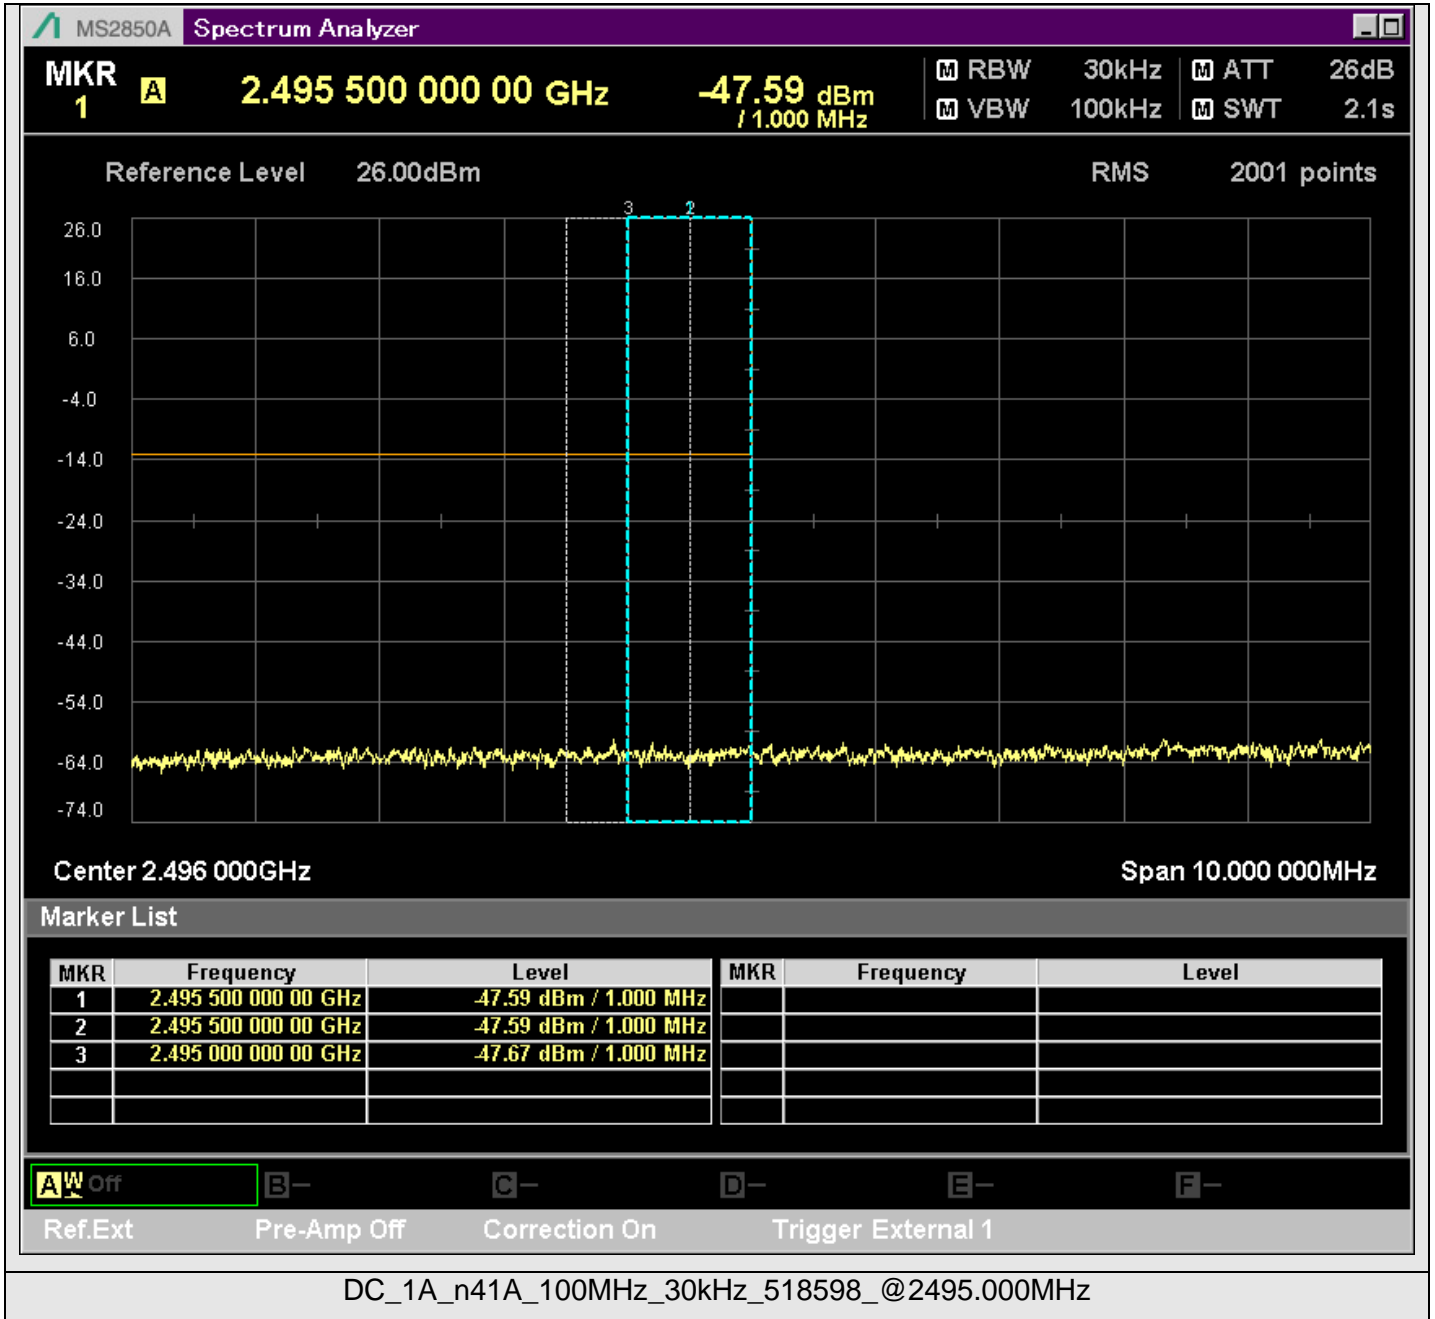 MS2850A Spectrum Analyzer
MKR 1 A 2.495 500 000 00 GHz -47.59 dBm / 1.000 MHz
M RBW 30kHz M ATT 26dB
M VBW 100kHz M SWT 2.1s
Reference Level 26.00dBm RMS 2001 points
3 2
26.0
16.0
6.0
-4.0
-14.0
-24.0
-34.0
-44.0
-54.0
-64.0
-74.0
Center 2.496 000GHz Span 10.000 000MHz
Marker List
MKR Frequency Level MKR Frequency Level
1 2.495 500 000 00 GHz -47.59 dBm / 1.000 MHz
2 2.495 500 000 00 GHz -47.59 dBm / 1.000 MHz
3 2.495 000 000 00 GHz -47.67 dBm / 1.000 MHz
A W Off B - C - D - E - F -
Ref.Ext Pre-Amp Off Correction On Trigger External 1
DC_1A_n41A_100MHz_30kHz_518598_@2495.000MHz